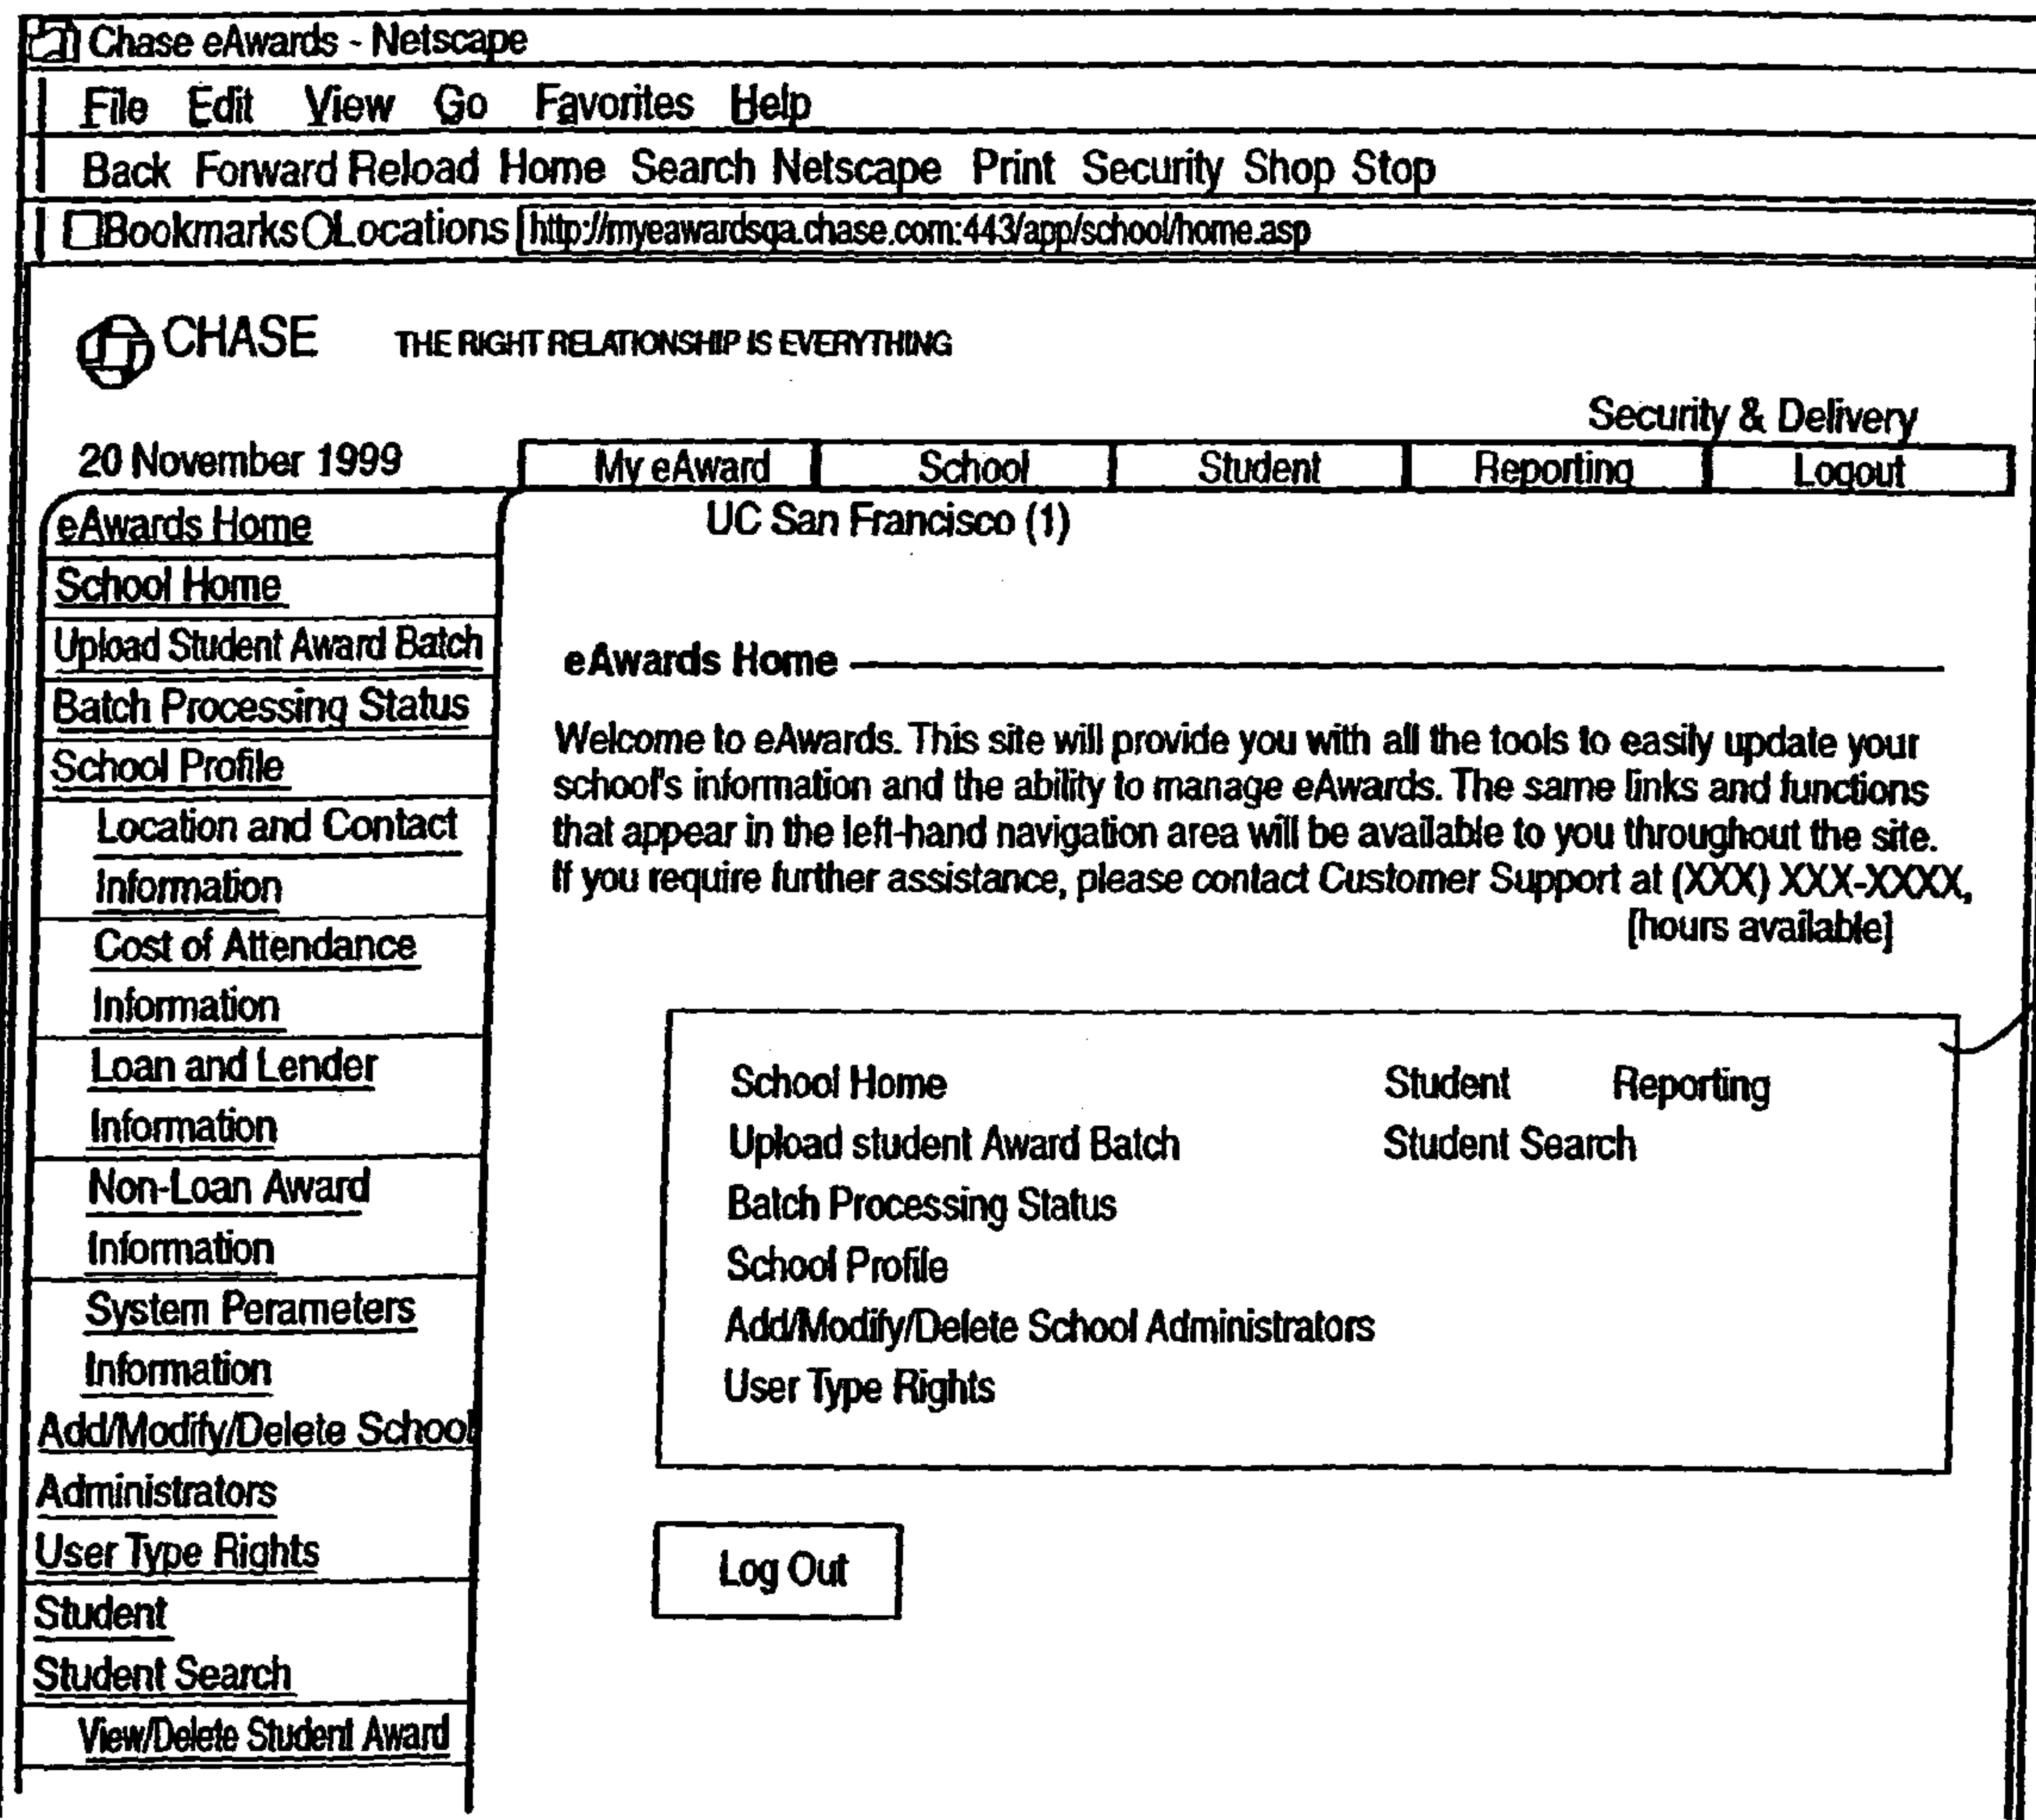 Chase eAwards - Netscape
File Edit View Go Favorites Help
Back Forward Reload Home Search Netscape Print Security Shop Stop
Bookmarks Locations http://myeawardsqa.chase.com:443/app/school/home.asp
CHASE THE RIGHT RELATIONSHIP IS EVERYTHING
Security & Delivery
20 November 1999 My eAward School Student Reporting Logout
UC San Francisco (1)
eAwards Home
School Home
Upload Student Award Batch
Batch Processing Status
School Profile
Location and Contact
Information
Cost of Attendance
Information
Loan and Lender
Information
Non-Loan Award
Information
System Perameters
Information
Add/Modify/Delete School
Administrators
User Type Rights
Student
Student Search
View/Delete Student Award
eAwards Home
Welcome to eAwards. This site will provide you with all the tools to easily update your
school's information and the ability to manage eAwards. The same links and functions
that appear in the left-hand navigation area will be available to you throughout the site.
If you require further assistance, please contact Customer Support at (XXX) XXX-XXXX,
[hours available]
School Home Student Reporting
Upload student Award Batch Student Search
Batch Processing Status
School Profile
Add/Modify/Delete School Administrators
User Type Rights
Log Out